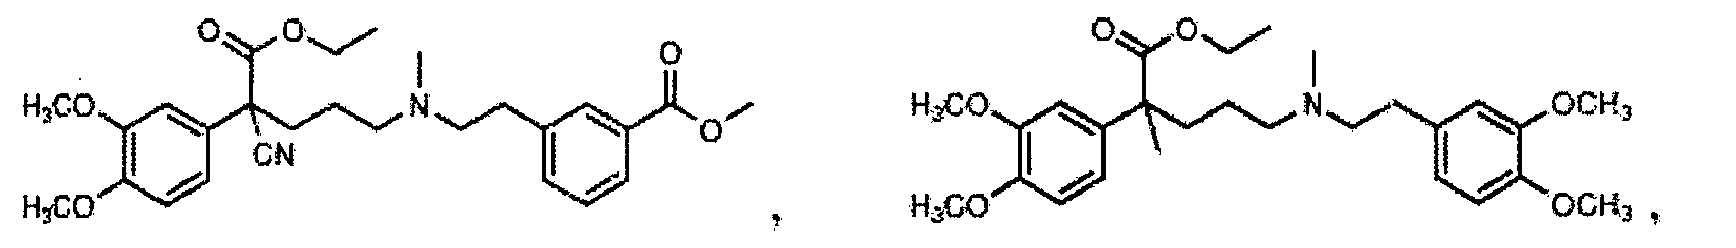 O O O O
N
H₃CO O
CN
H₃CO ,
O O
N
H₃CO OCH₃
H₃CO OCH₃ ,